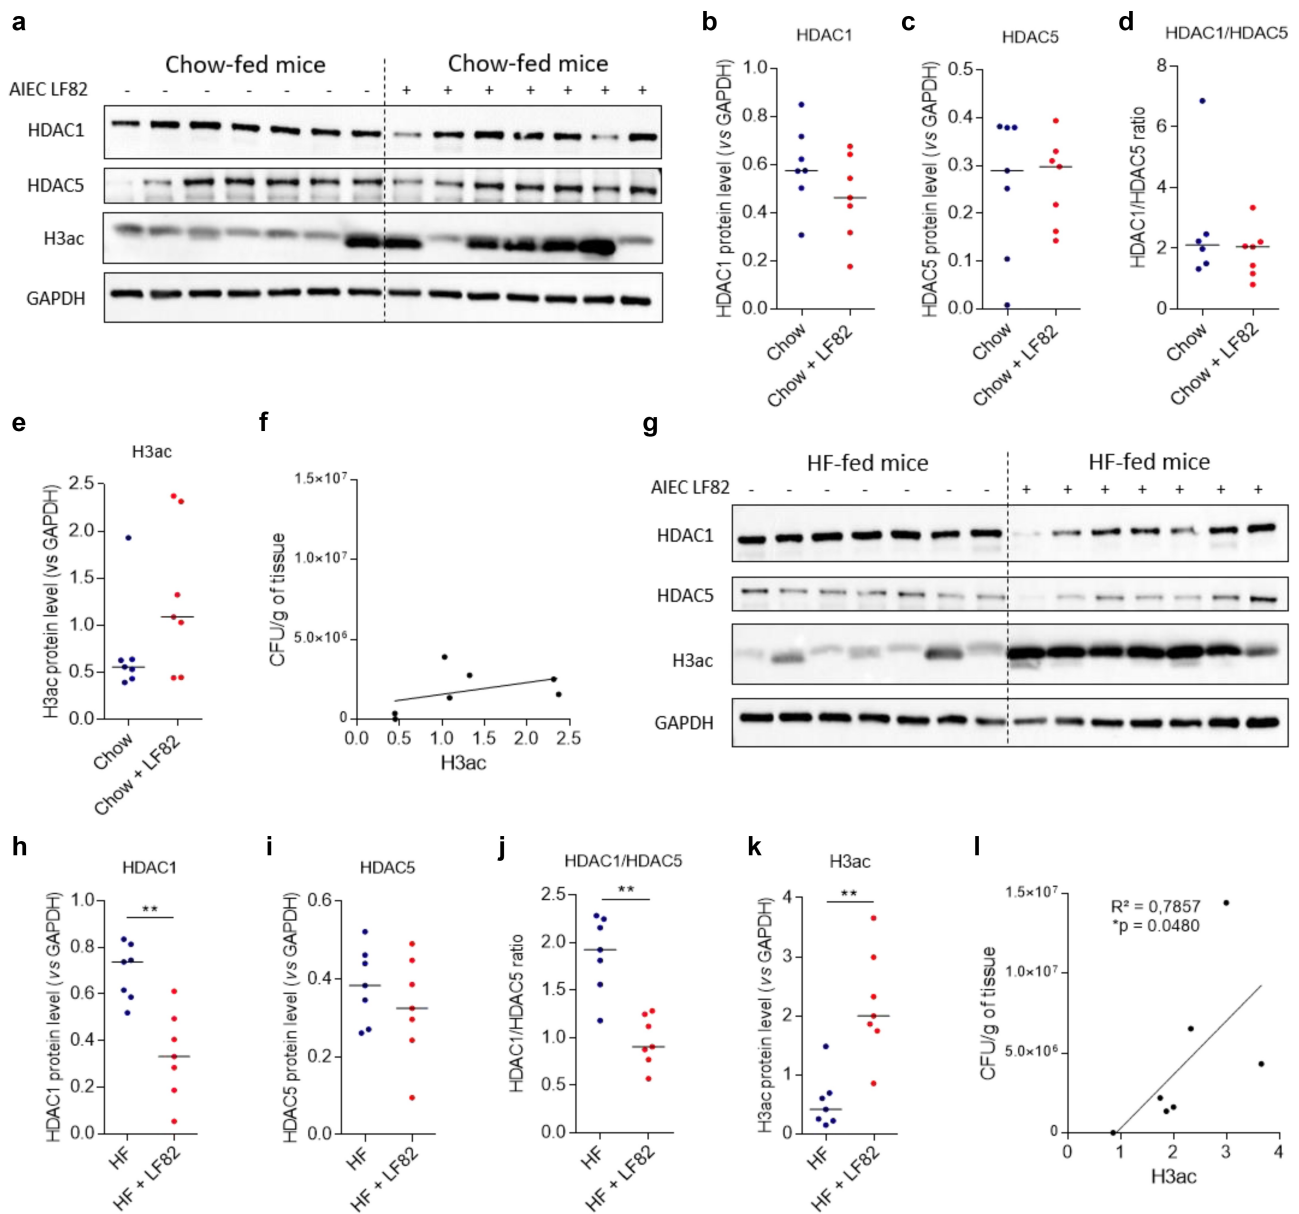 a
Chow-fed mice Chow-fed mice
AIEC LF82 - - - - - - - + + + + + + +
HDAC1
HDAC5
H3ac
GAPDH
b
HDAC1
HDAC1 protein level (vs GAPDH)
1.0
0.8
0.6
0.4
0.2
0.0
Chow
Chow + LF82
c
HDAC5
HDAC5 protein level (vs GAPDH)
0.5
0.4
0.3
0.2
0.1
0.0
Chow
Chow + LF82
d
HDAC1/HDAC5
HDAC1/HDAC5 ratio
8
6
4
2
0
Chow
Chow + LF82
e
H3ac
H3ac protein level (vs GAPDH)
2.5
2.0
1.5
1.0
0.5
0.0
Chow
Chow + LF82
f
CFU/g of tissue
1.5×10⁷
1.0×10⁷
5.0×10⁶
0
0.0 0.5 1.0 1.5 2.0 2.5
H3ac
g
HF-fed mice HF-fed mice
AIEC LF82 - - - - - - - + + + + + + +
HDAC1
HDAC5
H3ac
GAPDH
h
HDAC1
HDAC1 protein level (vs GAPDH)
1.0
0.8
0.6
0.4
0.2
0.0
**
HF
HF + LF82
i
HDAC5
HDAC5 protein level (vs GAPDH)
0.6
0.4
0.2
0.0
HF
HF + LF82
j
HDAC1/HDAC5
HDAC1/HDAC5 ratio
2.5
2.0
1.5
1.0
0.5
0.0
**
HF
HF + LF82
k
H3ac
H3ac protein level (vs GAPDH)
4
3
2
1
0
**
HF
HF + LF82
l
CFU/g of tissue
1.5×10⁷
1.0×10⁷
5.0×10⁶
0
R² = 0,7857
*p = 0.0480
0 1 2 3 4
H3ac